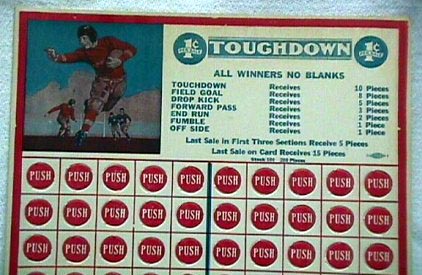 1¢ TOUGHDOWN 1¢
ALL WINNERS NO BLANKS
TOUCHDOWN Receives 10 Pieces
FIELD GOAL Receives 8 Pieces
DROP KICK Receives 5 Pieces
FORWARD PASS Receives 3 Pieces
END RUN Receives 2 Pieces
FUMBLE Receives 1 Piece
OFF SIDE Receives 1 Piece
Last Sale in First Three Sections Receive 5 Pieces
Last Sale on Card Receives 15 Pieces
PUSH PUSH PUSH PUSH PUSH PUSH PUSH PUSH PUSH PUSH
PUSH PUSH PUSH PUSH PUSH PUSH PUSH PUSH PUSH PUSH
PUSH PUSH PUSH PUSH PUSH PUSH PUSH PUSH PUSH PUSH